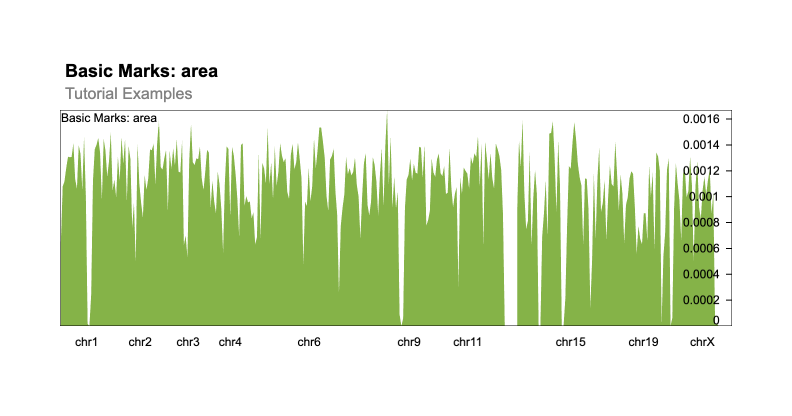 Basic Marks: area
Tutorial Examples
Basic Marks: area
0.0016
0.0014
0.0012
0.001
0.0008
0.0006
0.0004
0.0002
0
chr1 chr2 chr3 chr4 chr6 chr9 chr11 chr15 chr19 chrX